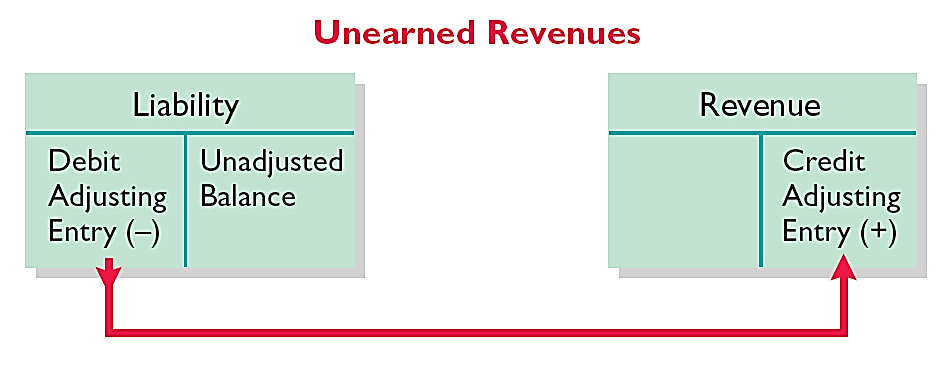 Unearned Revenues
Liability
Debit
Adjusting
Entry (–)
Unadjusted
Balance
Revenue
Credit
Adjusting
Entry (+)